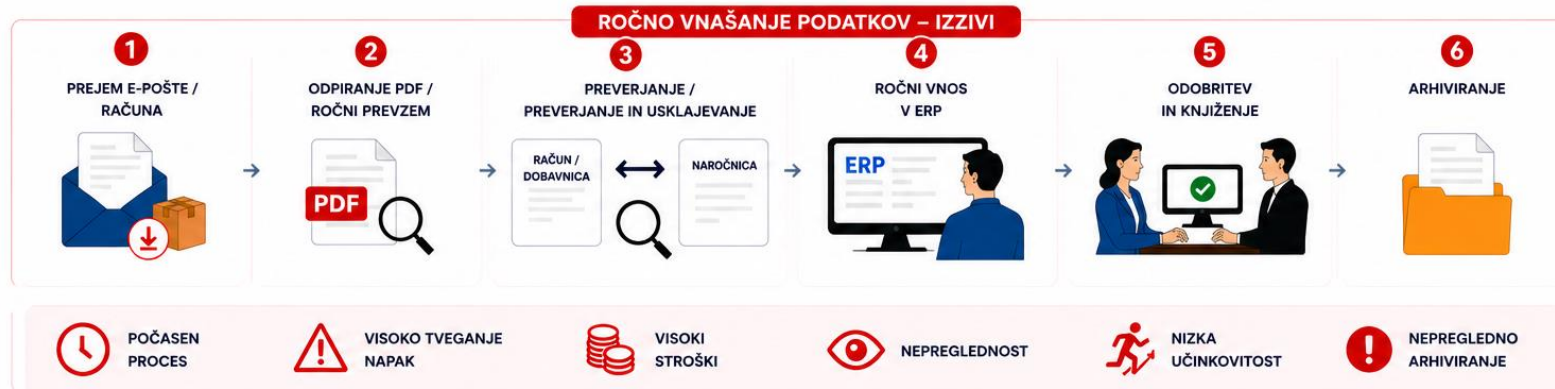 ROČNO VNAŠANJE PODATKOV – IZZIVI
1
PREJEM E-POŠTE /
RAČUNA
2
ODPIRANJE PDF /
ROČNI PREVZEM
PDF
3
PREVERJANJE /
PREVERJANJE IN USKLAJEVANJE
RAČUN /
DOBAVNICA
NAROČNICA
4
ROČNI VNOS
V ERP
ERP
5
ODOBRITEV
IN KNJIŽENJE
6
ARHIVIRANJE
POČASEN
PROCES
VISOKO TVEGANJE
NAPAK
VISOKI
STROŠKI
NEPREGLEDNOST
NIZKA
UČINKOVITOST
NEPREGLEDNO
ARHIVIRANJE